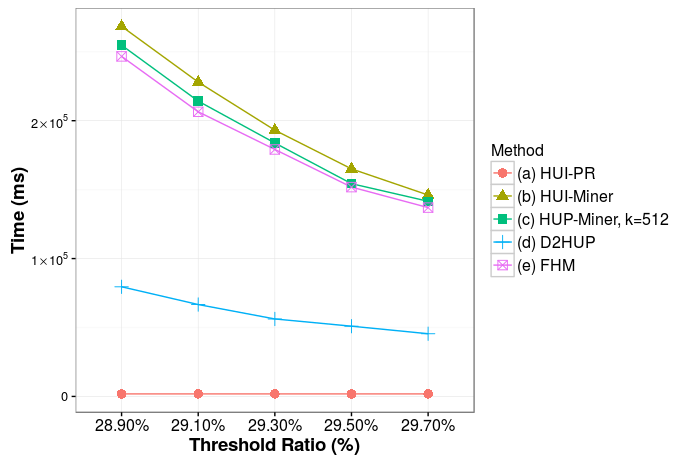 Time (ms)
2×10⁵
1×10⁵
0
28.90% 29.10% 29.30% 29.50% 29.70%
Threshold Ratio (%)
Method
(a) HUI-PR
(b) HUI-Miner
(c) HUP-Miner, k=512
(d) D2HUP
(e) FHM